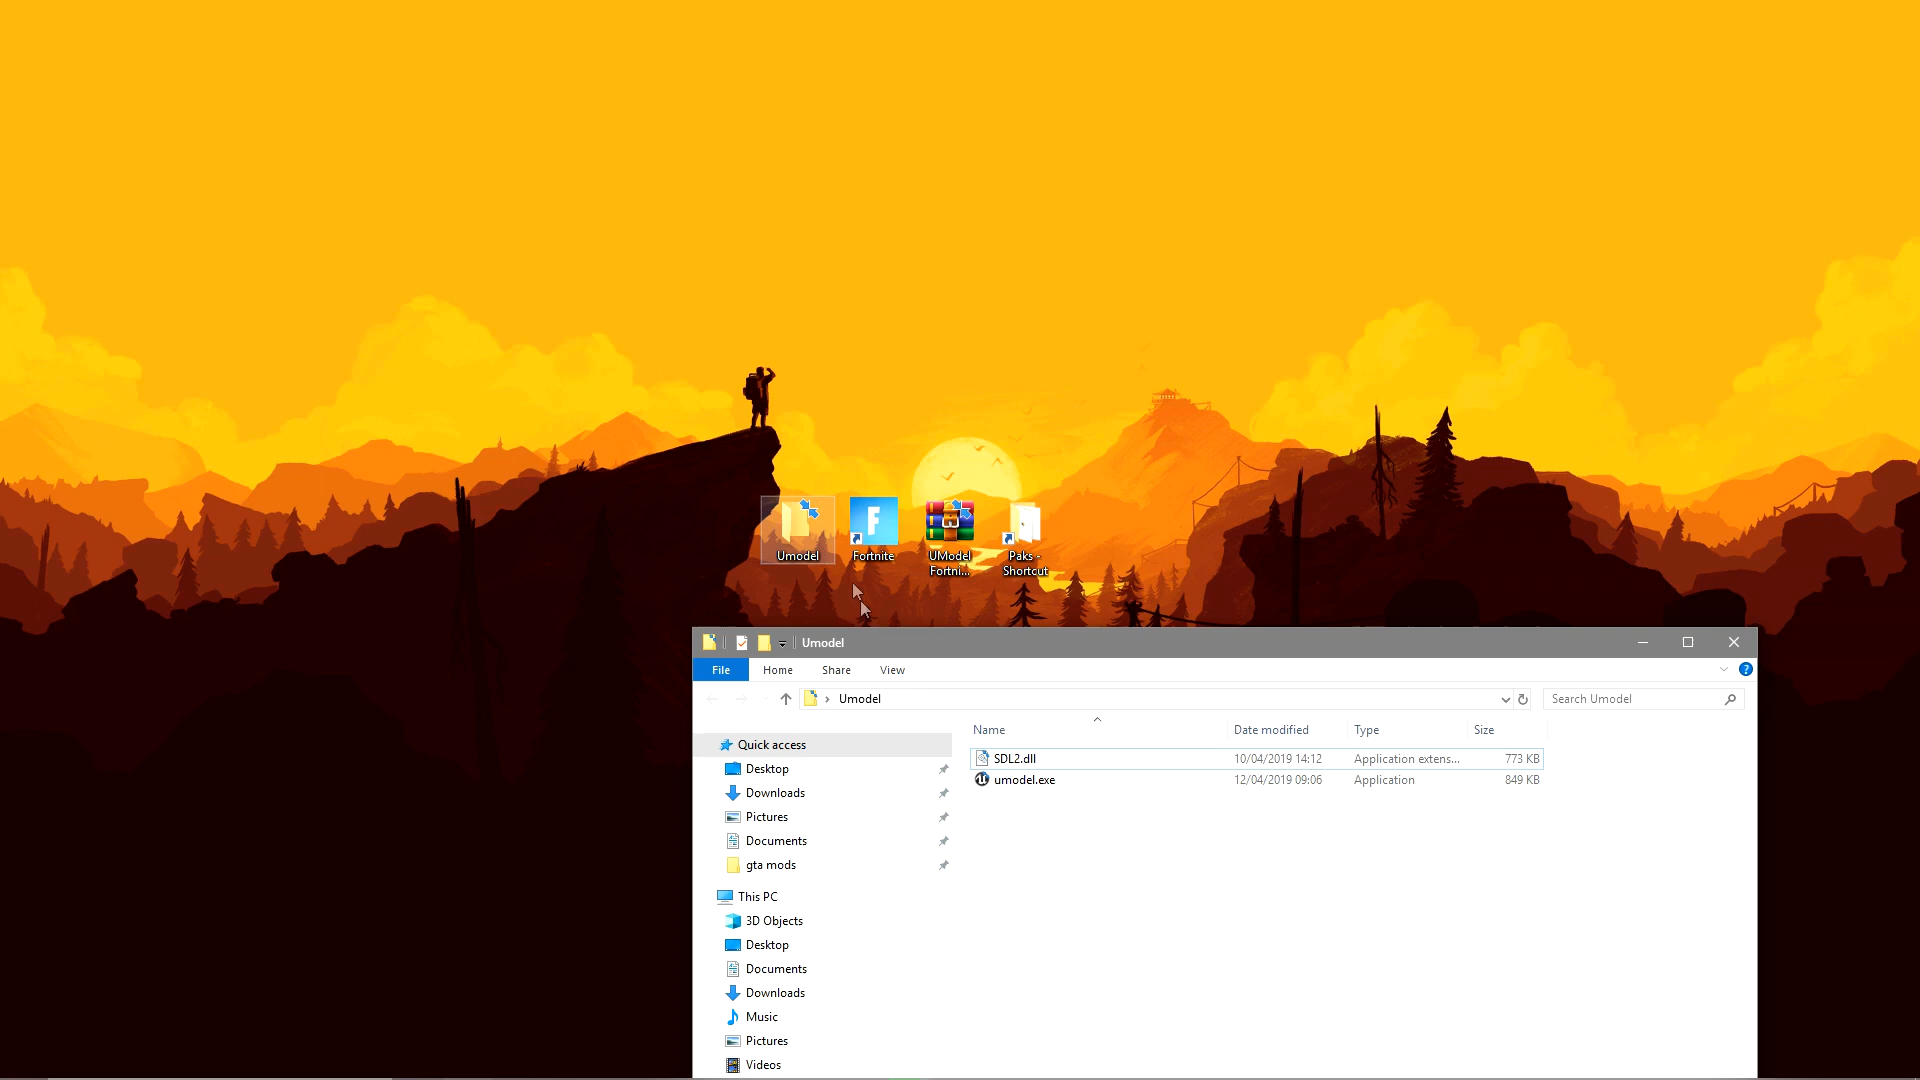 Umodel
Fortnite
UModel
Fortni...
Paks -
Shortcut
Umodel
File
Home
Share
View
Umodel
Search Umodel
Name
Date modified
Type
Size
SDL2.dll
10/04/2019 14:12
Application extens...
773 KB
umodel.exe
12/04/2019 09:06
Application
849 KB
Quick access
Desktop
Downloads
Pictures
Documents
gta mods
This PC
3D Objects
Desktop
Documents
Downloads
Music
Pictures
Videos